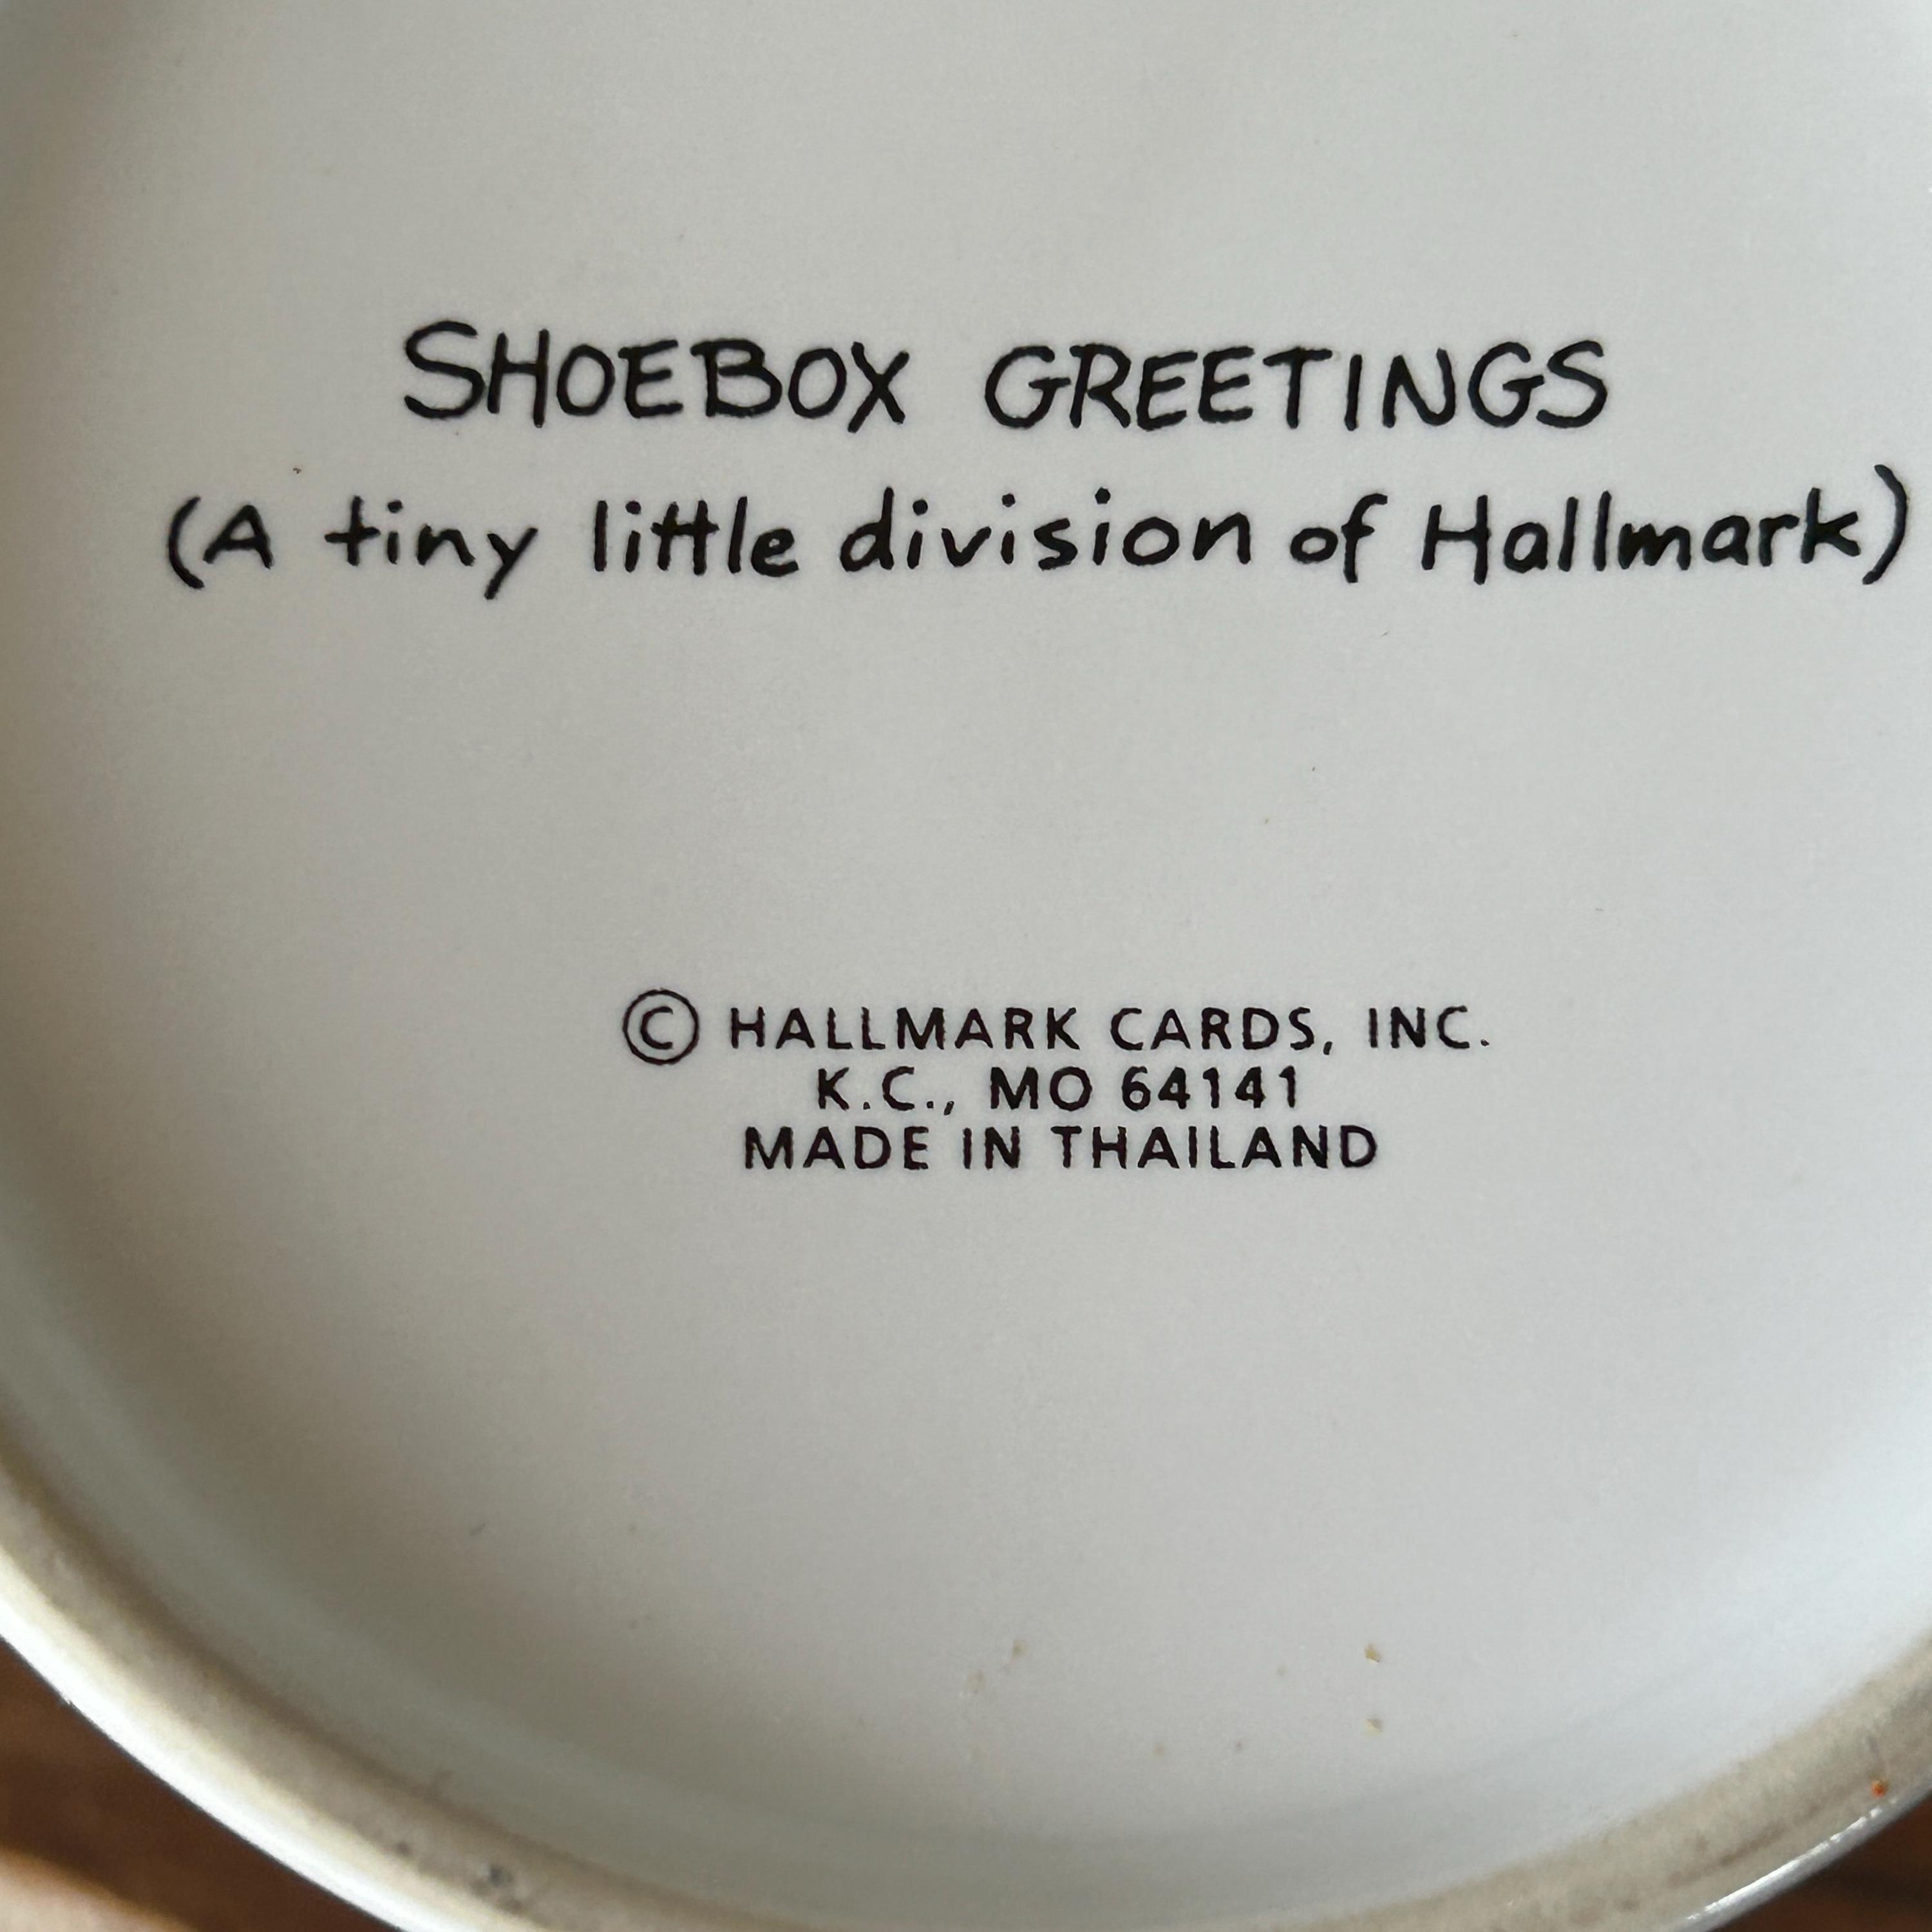 SHOEBOX GREETINGS
(A tiny little division of Hallmark)
© HALLMARK CARDS, INC.
K.C., MO 64141
MADE IN THAILAND